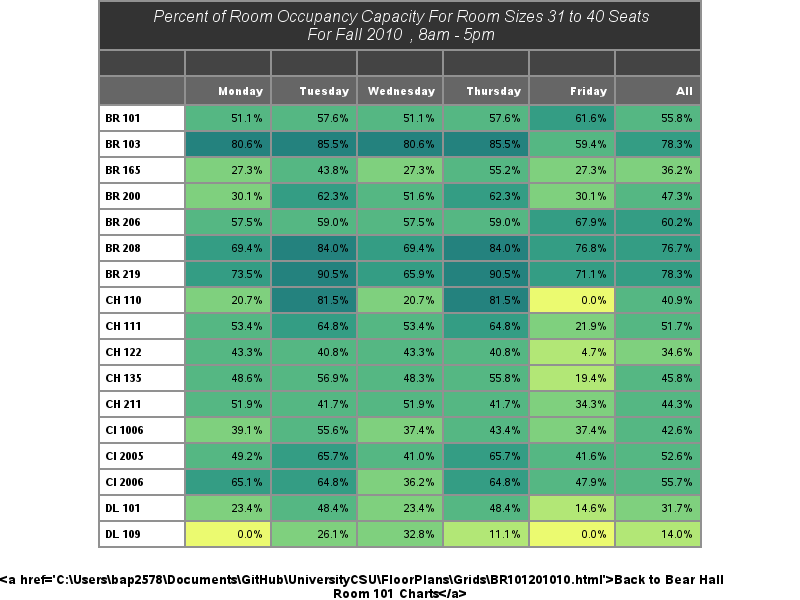 Percent of Room Occupancy Capacity For Room Sizes 31 to 40 Seats
For Fall 2010 , 8am - 5pm
Monday Tuesday Wednesday Thursday Friday All
BR 101 51.1% 57.6% 51.1% 57.6% 61.6% 55.8%
BR 103 80.6% 85.5% 80.6% 85.5% 59.4% 78.3%
BR 165 27.3% 43.8% 27.3% 55.2% 27.3% 36.2%
BR 200 30.1% 62.3% 51.6% 62.3% 30.1% 47.3%
BR 206 57.5% 59.0% 57.5% 59.0% 67.9% 60.2%
BR 208 69.4% 84.0% 69.4% 84.0% 76.8% 76.7%
BR 219 73.5% 90.5% 65.9% 90.5% 71.1% 78.3%
CH 110 20.7% 81.5% 20.7% 81.5% 0.0% 40.9%
CH 111 53.4% 64.8% 53.4% 64.8% 21.9% 51.7%
CH 122 43.3% 40.8% 43.3% 40.8% 4.7% 34.6%
CH 135 48.6% 56.9% 48.3% 55.8% 19.4% 45.8%
CH 211 51.9% 41.7% 51.9% 41.7% 34.3% 44.3%
CI 1006 39.1% 55.6% 37.4% 43.4% 37.4% 42.6%
CI 2005 49.2% 65.7% 41.0% 65.7% 41.6% 52.6%
CI 2006 65.1% 64.8% 36.2% 64.8% 47.9% 55.7%
DL 101 23.4% 48.4% 23.4% 48.4% 14.6% 31.7%
DL 109 0.0% 26.1% 32.8% 11.1% 0.0% 14.0%
<a href='C:\Users\bap2578\Documents\GitHub\UniversityCSU\FloorPlans\Grids\BR101201010.html'>Back to Bear Hall
Room 101 Charts</a>